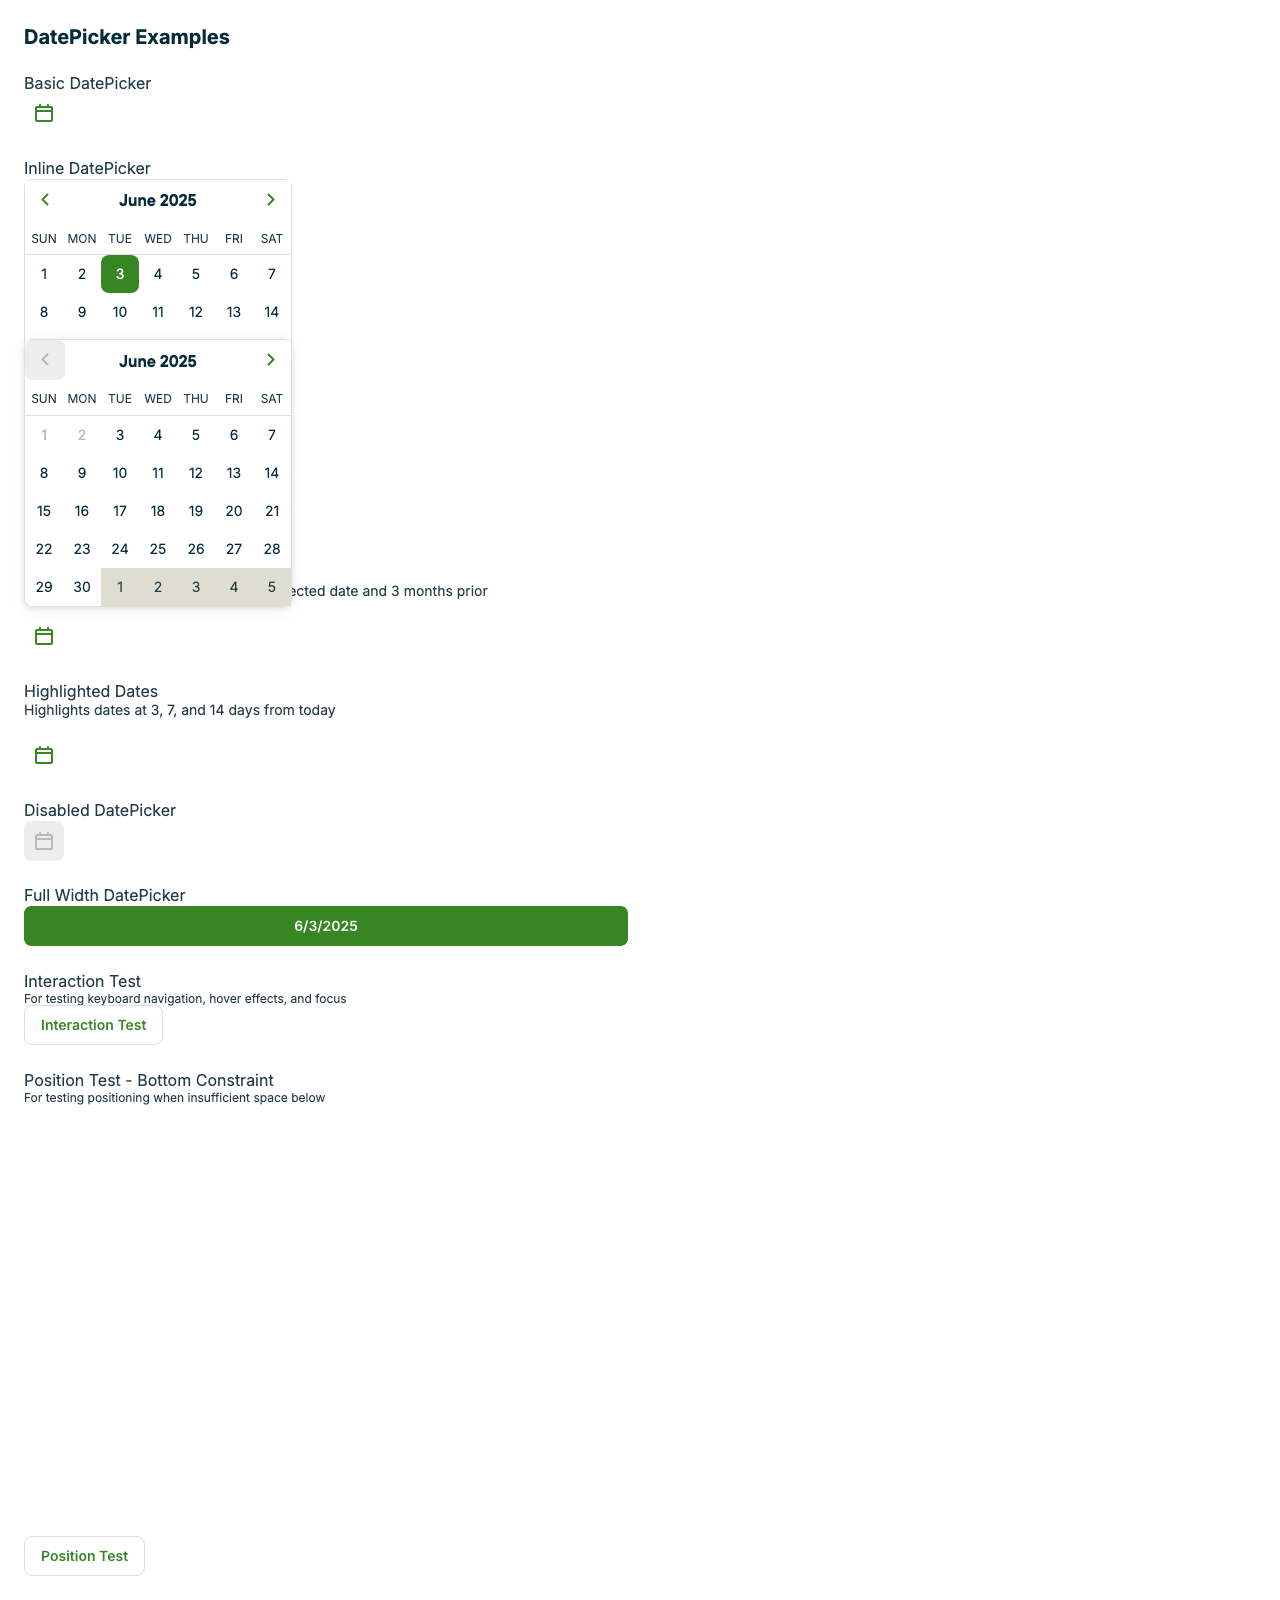 DatePicker Examples
Basic DatePicker
Inline DatePicker
June 2025
SUN MON TUE WED THU FRI SAT
1 2 3 4 5 6 7
8 9 10 11 12 13 14
June 2025
SUN MON TUE WED THU FRI SAT
1 2 3 4 5 6 7
8 9 10 11 12 13 14
15 16 17 18 19 20 21
22 23 24 25 26 27 28
29 30 1 2 3 4 5
date and 3 months prior
Highlighted Dates
Highlights dates at 3, 7, and 14 days from today
Disabled DatePicker
Full Width DatePicker
6/3/2025
Interaction Test
For testing keyboard navigation, hover effects, and focus
Interaction Test
Position Test - Bottom Constraint
For testing positioning when insufficient space below
Position Test